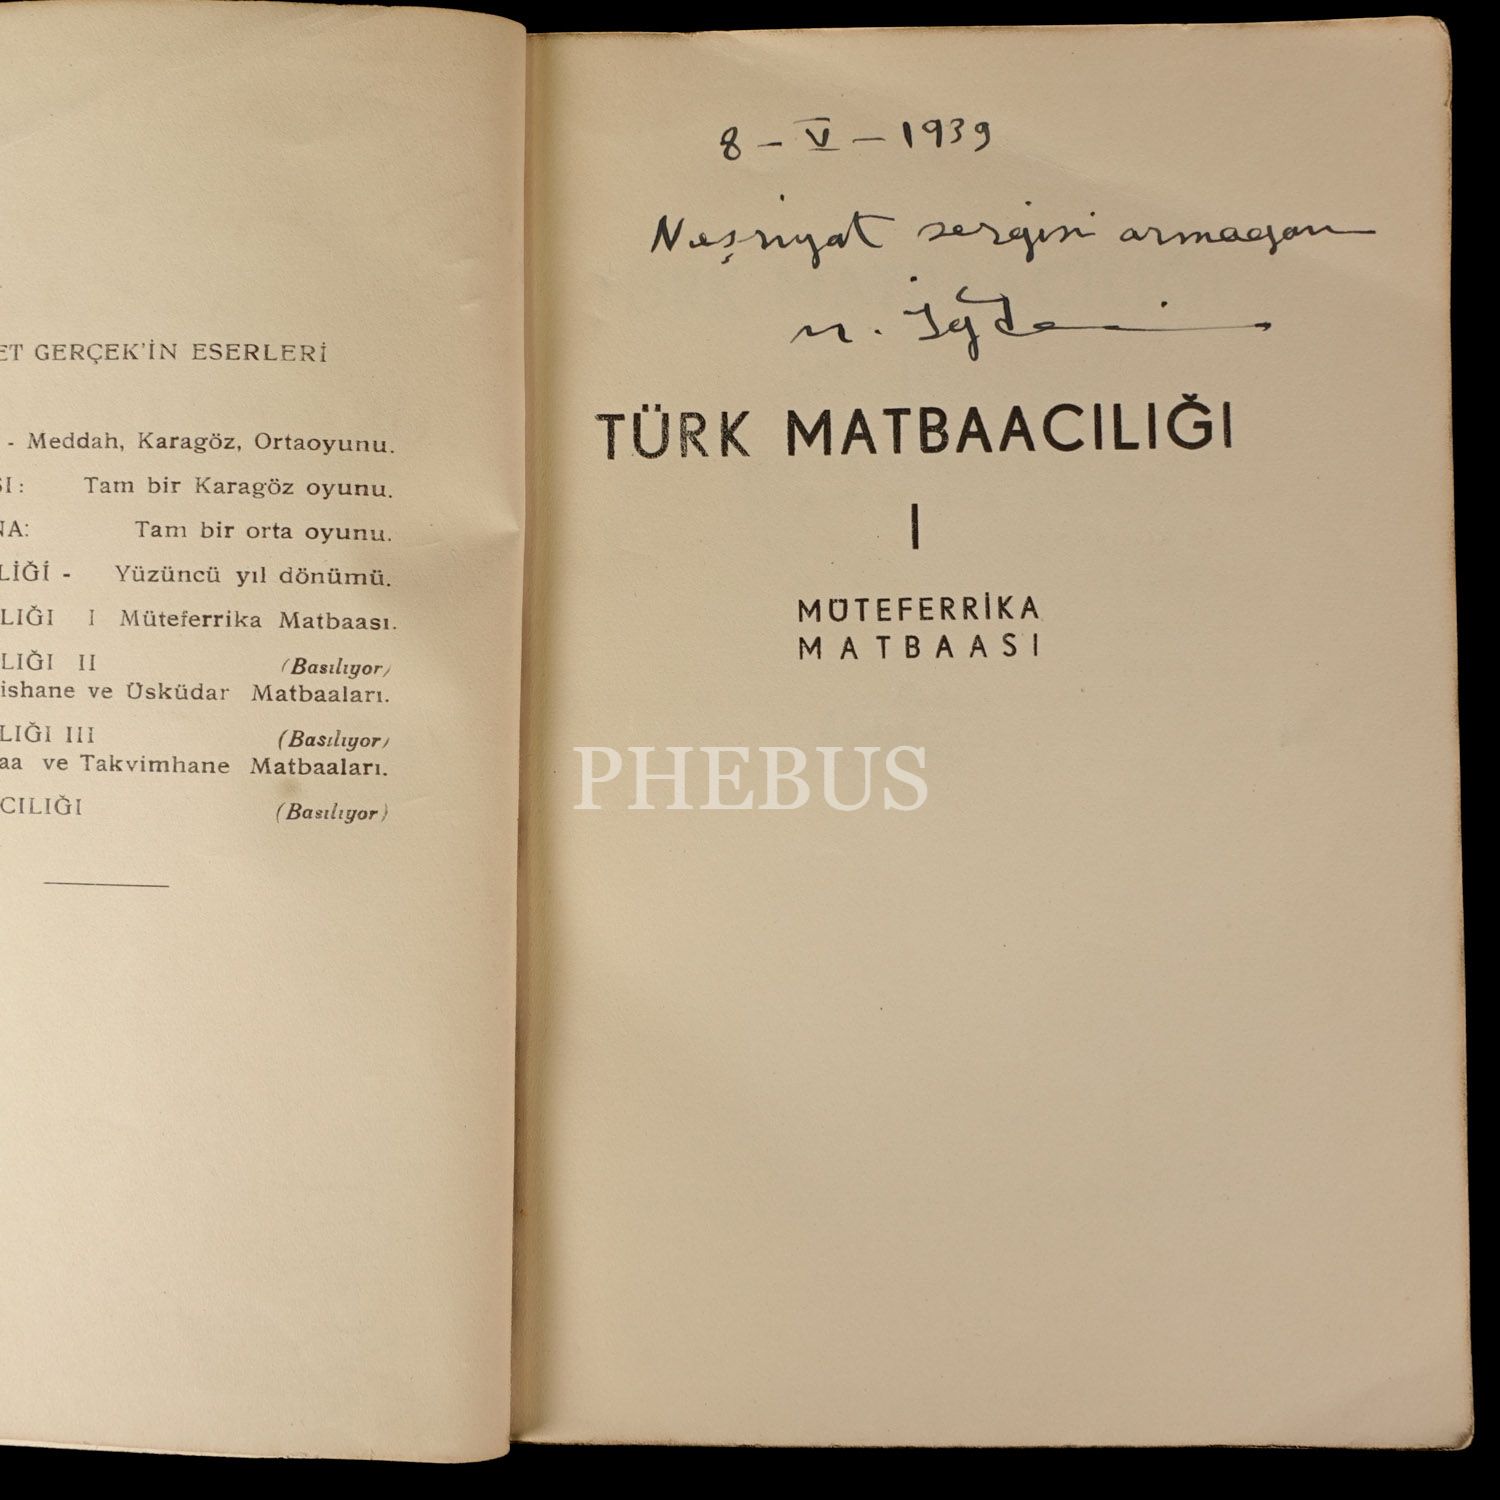 ET GERÇEK'İN ESERLERİ
- Meddah, Karagöz, Ortaoyunu.
SI: Tam bir Karagöz oyunu.
NA: Tam bir orta oyunu.
LİĞİ - Yüzüncü yıl dönümü.
LIĞI I Müteferrika Matbaası.
LIĞI II (Basılıyor)
ishane ve Üsküdar Matbaaları.
LIĞI III (Basılıyor)
aa ve Takvimhane Matbaaları.
CILIĞI (Basılıyor)
8 - V - 1939
Neşriyat sergisi armağanı
TÜRK MATBAACILIĞI
I
MÜTEFERRİKA
MATBAASI
PHEBUS